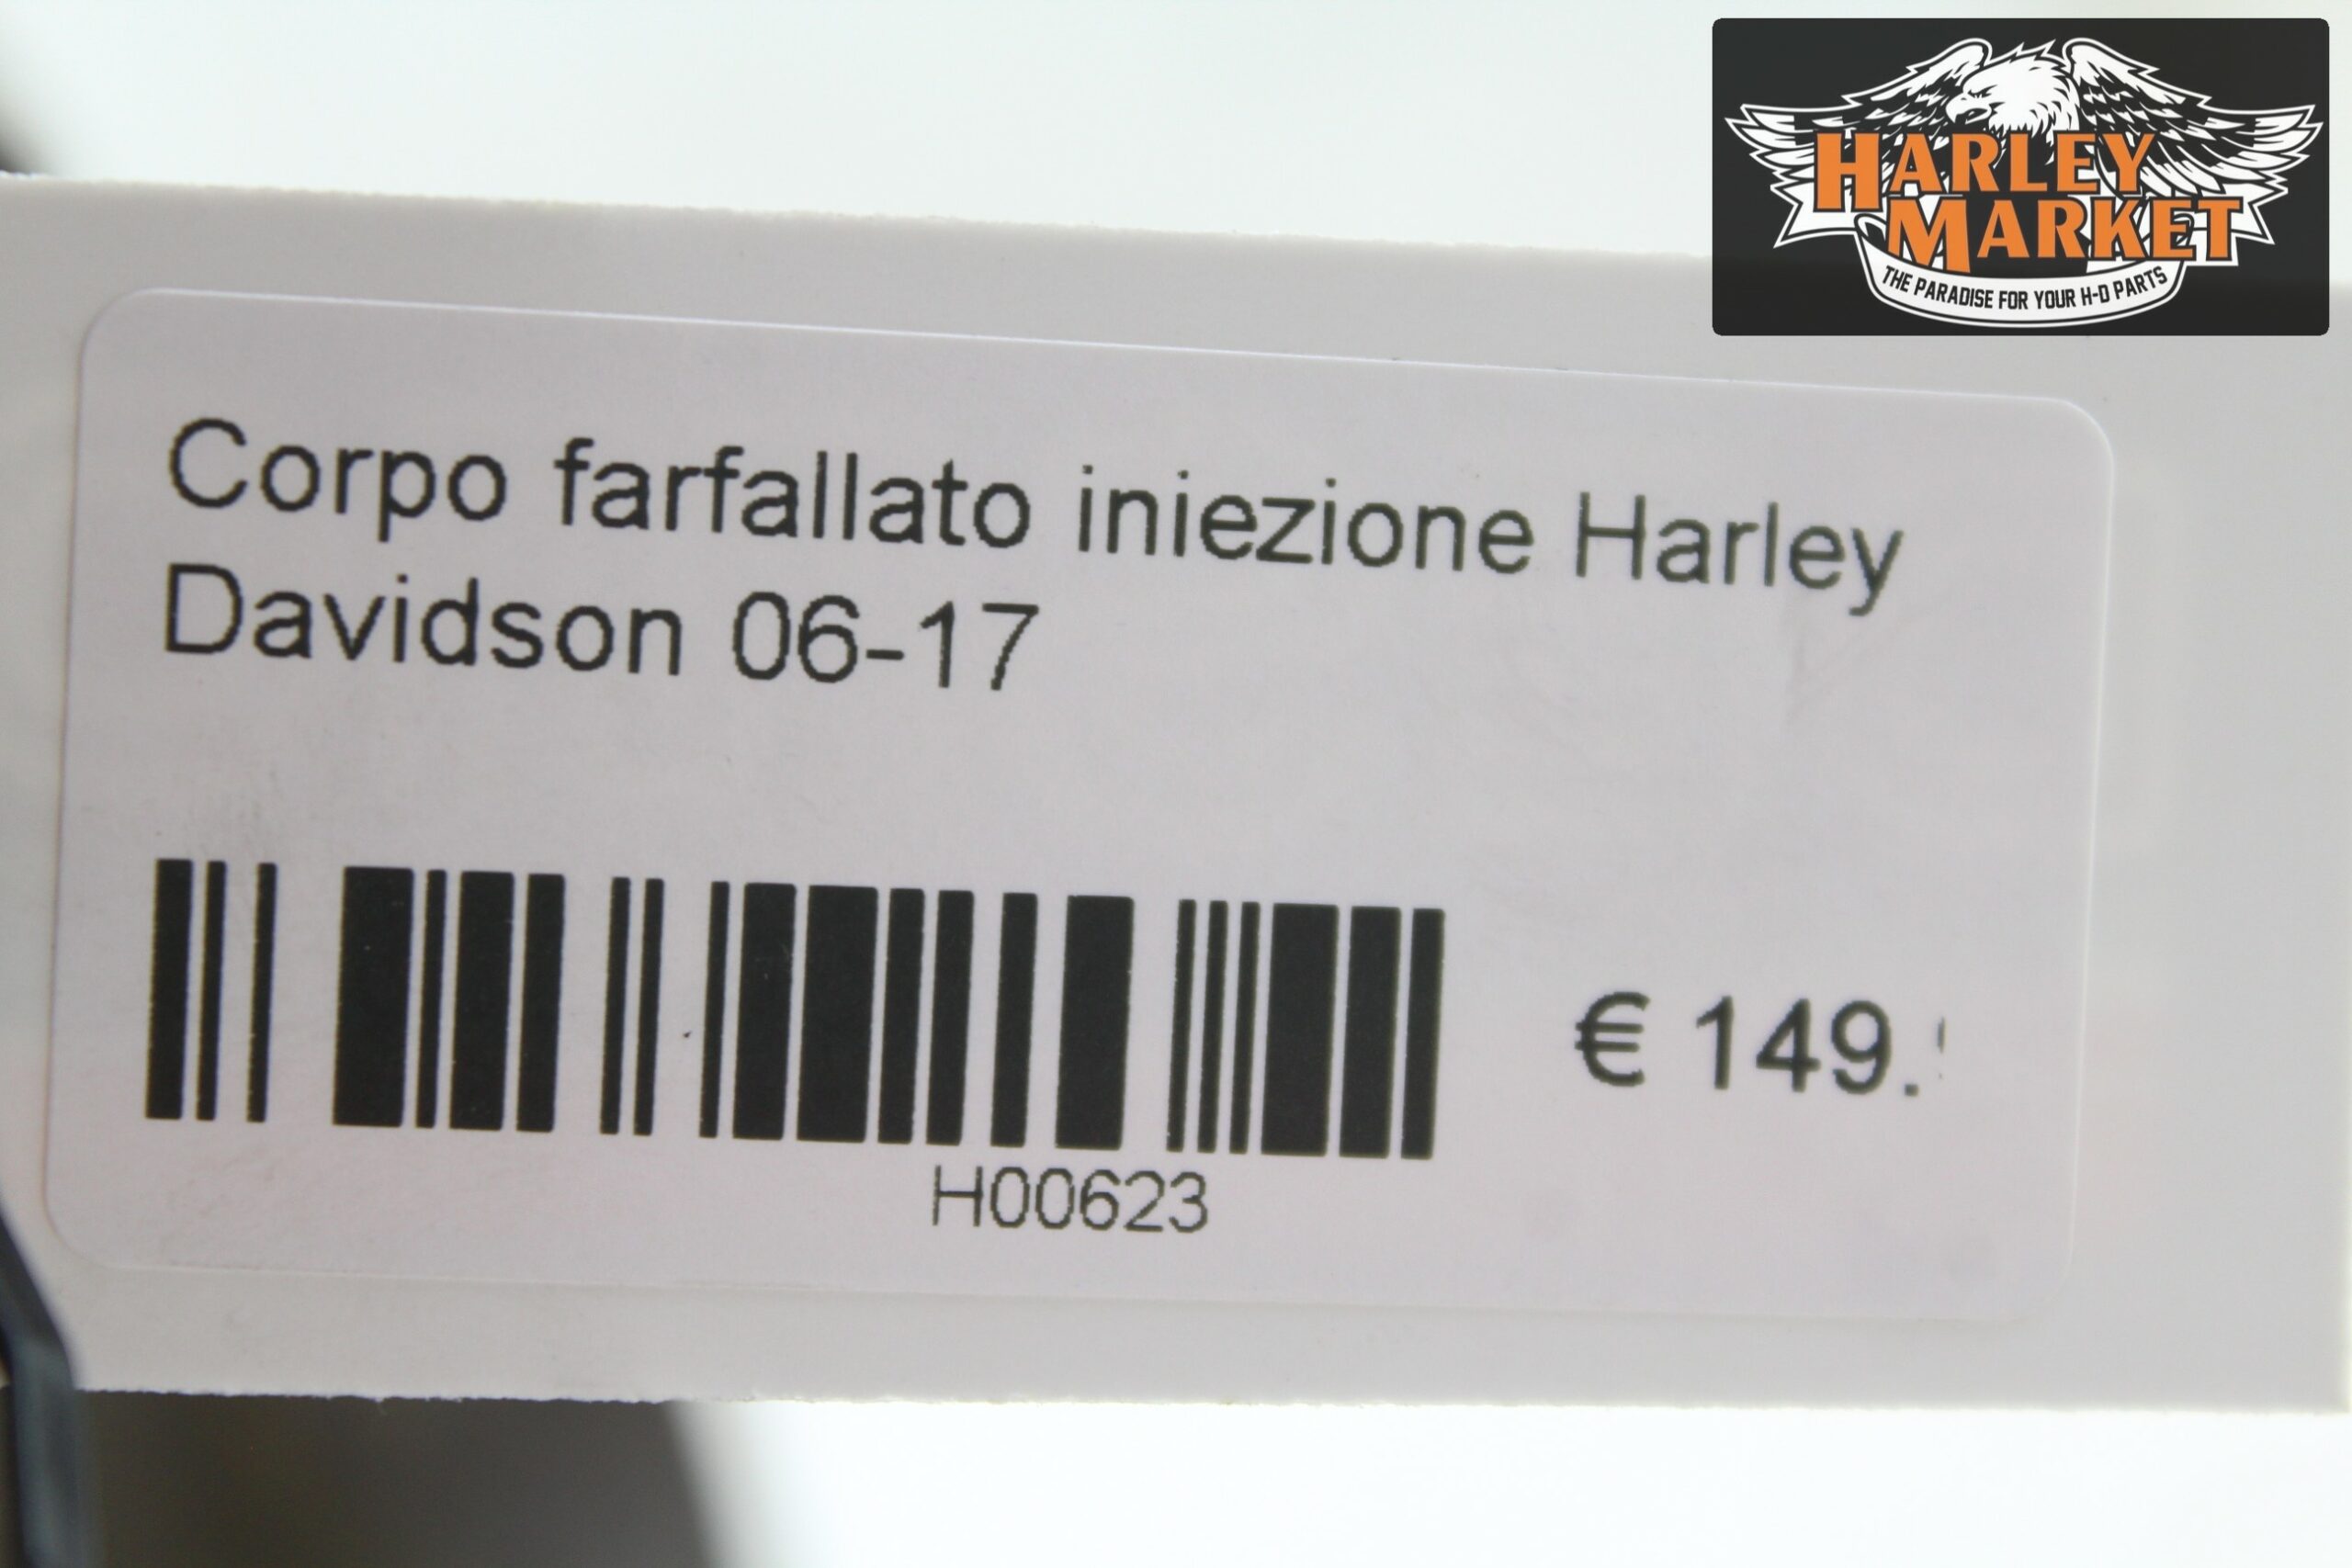 HARLEY
MARKET
THE PARADISE FOR YOUR H-D PARTS
Corpo farfallato iniezione Harley
Davidson 06-17
€ 149.
H00623